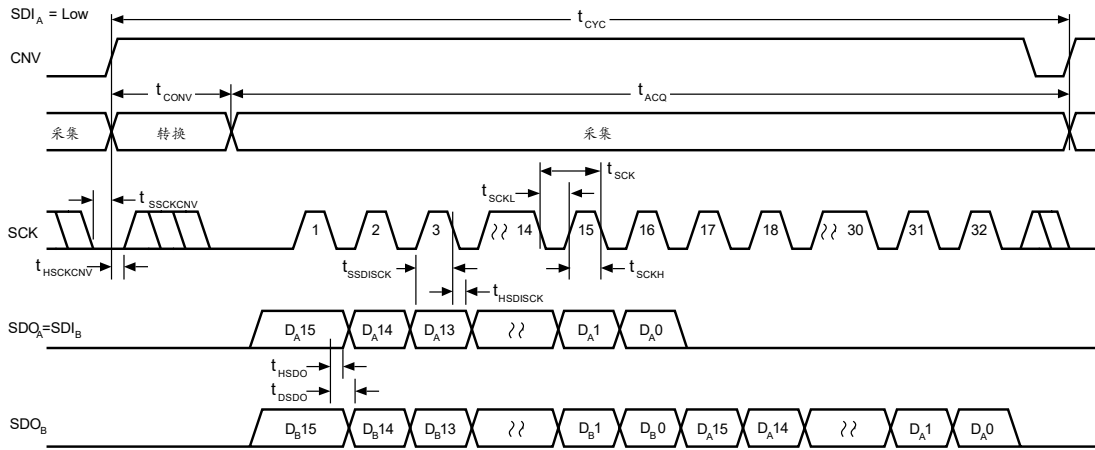 SDIA = Low
tCYC
CNV
tCONV
tACQ
采集 转换 采集
tSCK
tSCKL
tSSCKCNV
SCK 1 2 3 14 15 16 17 18 30 31 32
tHSCKCNV
tSSDISCK
tSCKH
tHSDISCK
SDOA=SDIB DA15 DA14 DA13 DA1 DA0
tHSDO
tDSDO
SDOB DB15 DB14 DB13 DB1 DB0 DA15 DA14 DA1 DA0